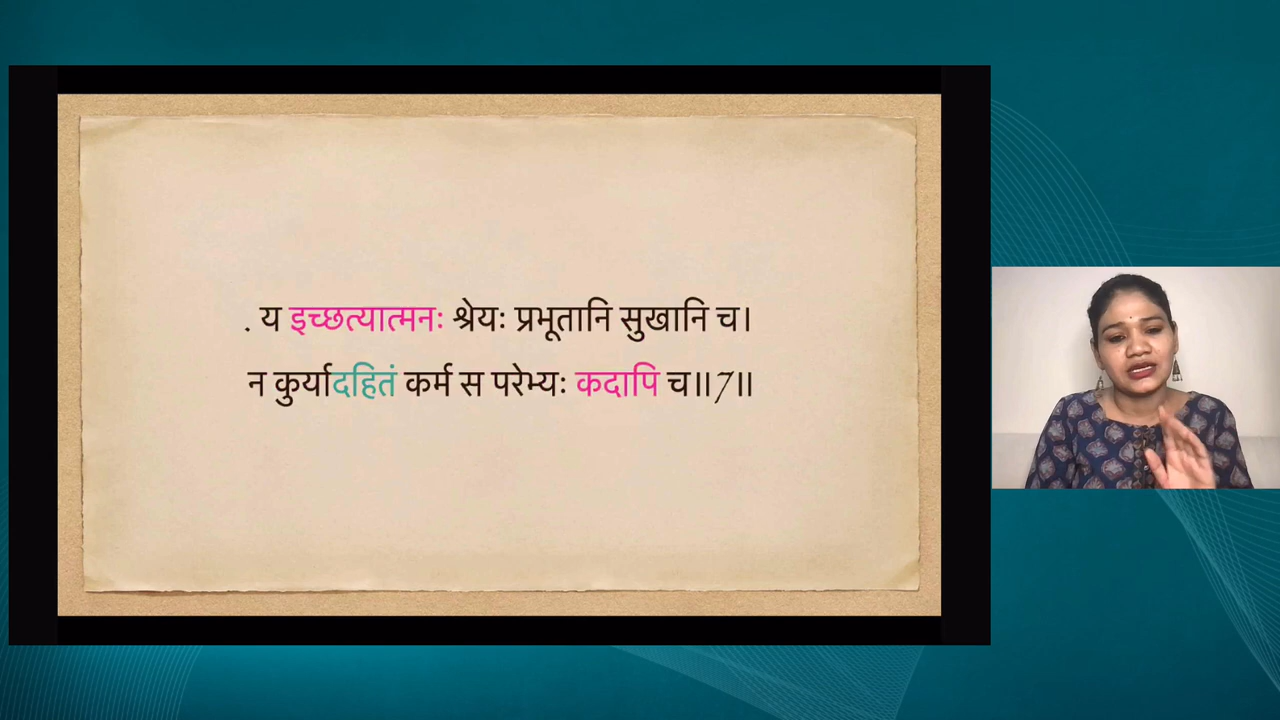 . य इच्छत्यात्मनः श्रेयः प्रभूतानि सुखानि च।
न कुर्यादहितं कर्म स परेभ्यः कदापि च॥7॥